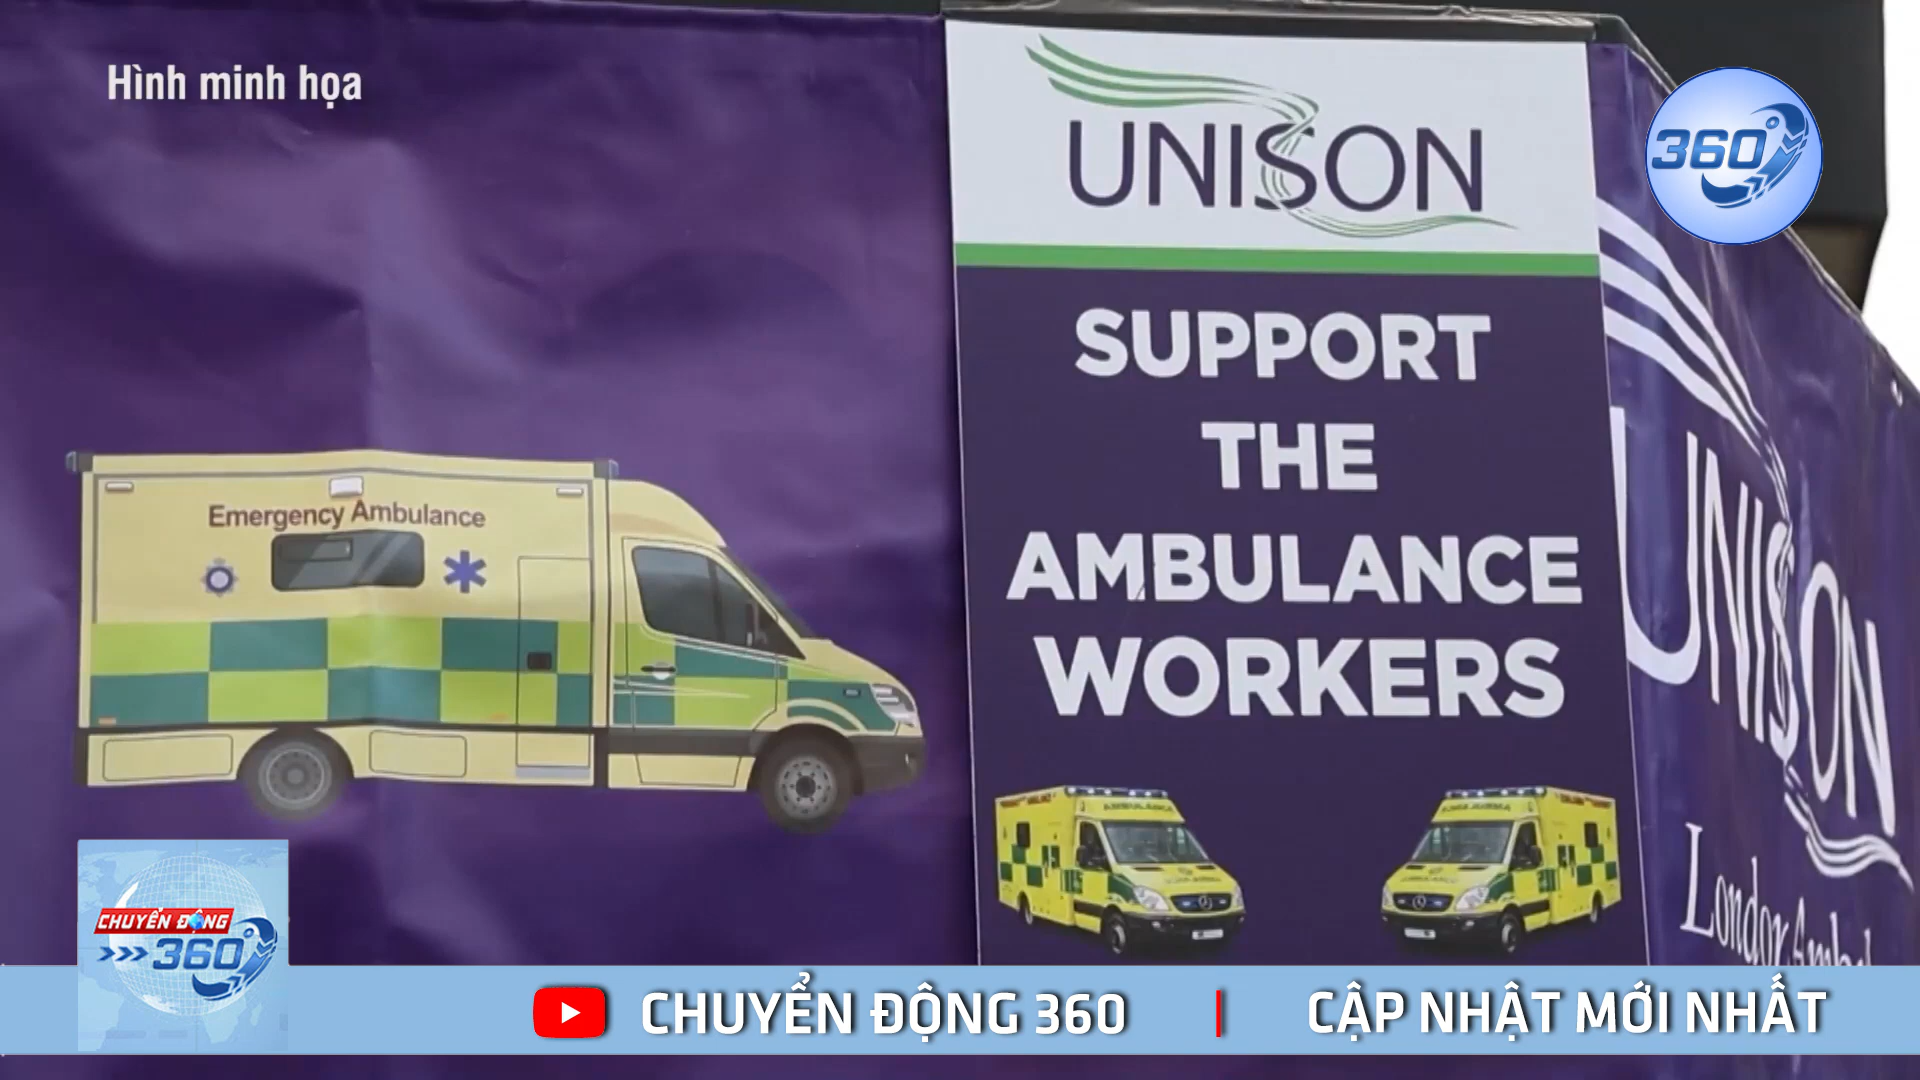 Hình minh họa
UNISON
360°
SUPPORT
THE
AMBULANCE
WORKERS
Emergency Ambulance
UNISON
London
CHUYỂN ĐỘNG
360°
CHUYỂN ĐỘNG 360
CẬP NHẬT MỚI NHẤT